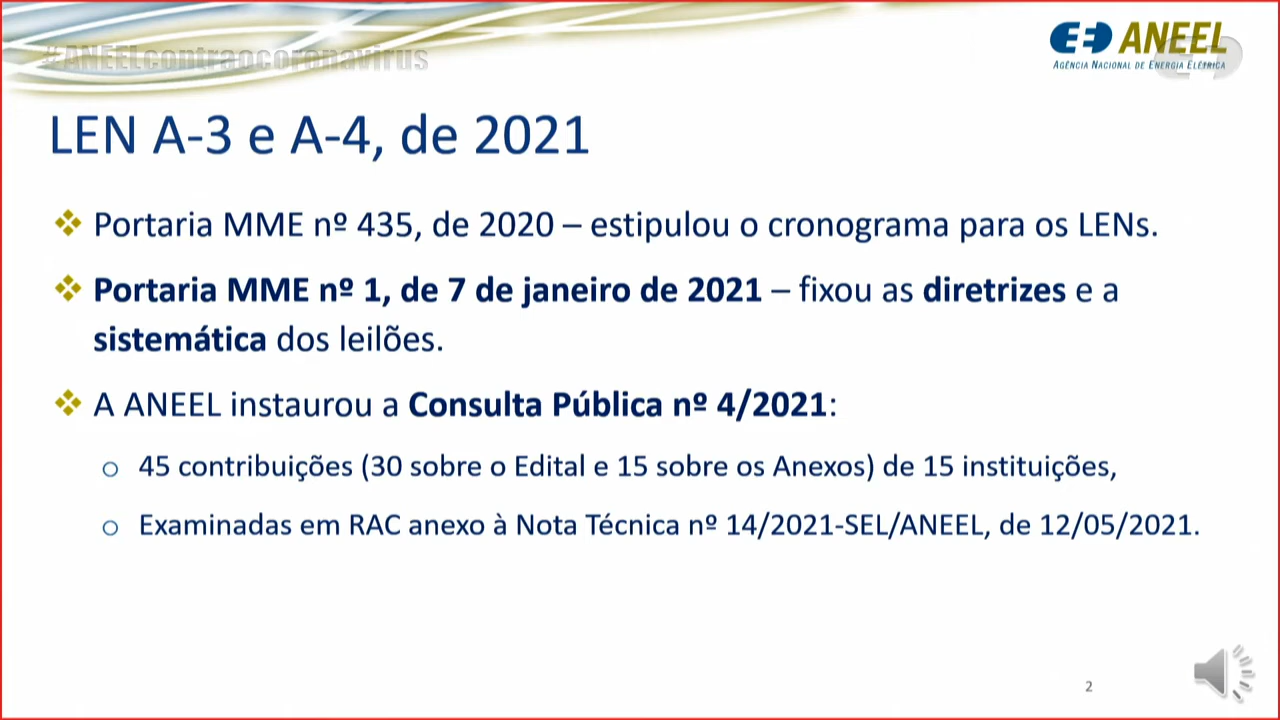 #ANEELcontraocoronavirus
ANEEL
AGÊNCIA NACIONAL DE ENERGIA ELÉTRICA
LEN A-3 e A-4, de 2021
Portaria MME nº 435, de 2020 – estipulou o cronograma para os LENs.
Portaria MME nº 1, de 7 de janeiro de 2021 – fixou as diretrizes e a
sistemática dos leilões.
A ANEEL instaurou a Consulta Pública nº 4/2021:
45 contribuições (30 sobre o Edital e 15 sobre os Anexos) de 15 instituições,
Examinadas em RAC anexo à Nota Técnica nº 14/2021-SEL/ANEEL, de 12/05/2021.
2